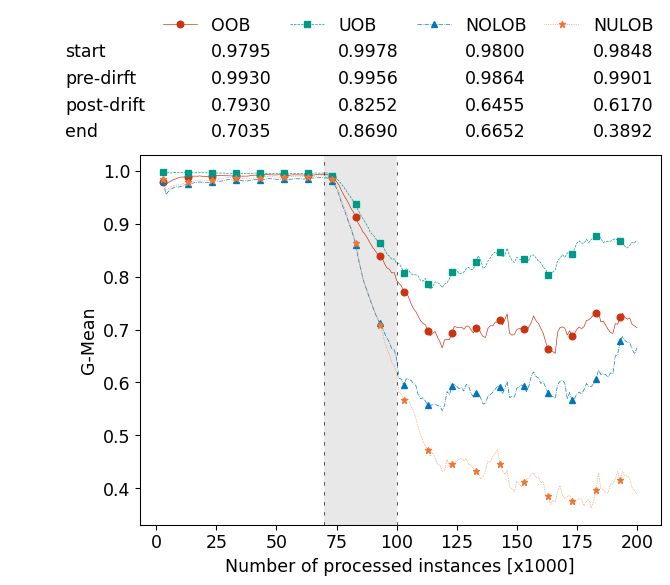 OOB UOB NOLOB NULOB
start 0.9795 0.9978 0.9800 0.9848
pre-dirft 0.9930 0.9956 0.9864 0.9901
post-drift 0.7930 0.8252 0.6455 0.6170
end 0.7035 0.8690 0.6652 0.3892
1.0
0.9
0.8
0.7
0.6
0.5
0.4
G-Mean
0 25 50 75 100 125 150 175 200
Number of processed instances [x1000]